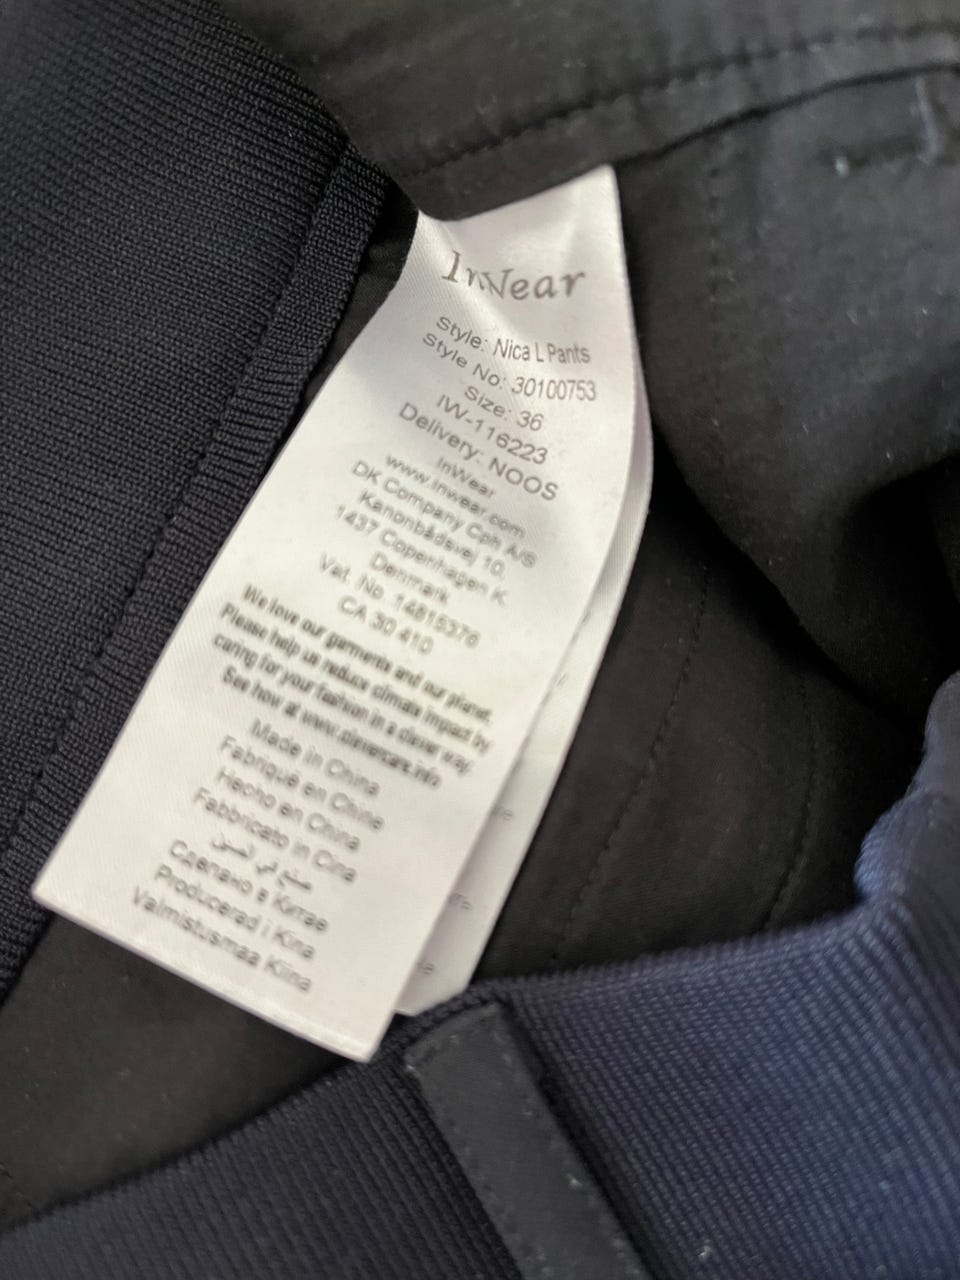 InWear
Style: Nica L Pants
Style No: 30100753
Size: 36
IW-116223
Delivery: NOOS
InWear
www.inwear.com
DK Company Cph A/S
Kanonbådsvej 10,
1437 Copenhagen K
Denmark
Vat. No. 14815376
CA 30 410
We love our garments and our planet.
Please help us reduce climate impact by
caring for your fashion in a clever way.
See how at www.clevercare.info
Made in China
Fabriqué en Chine
Hecho en China
Fabbricato in Cina
صنع في الصين
Сделано в Китае
Producerad i Kina
Valmistusmaa Kiina